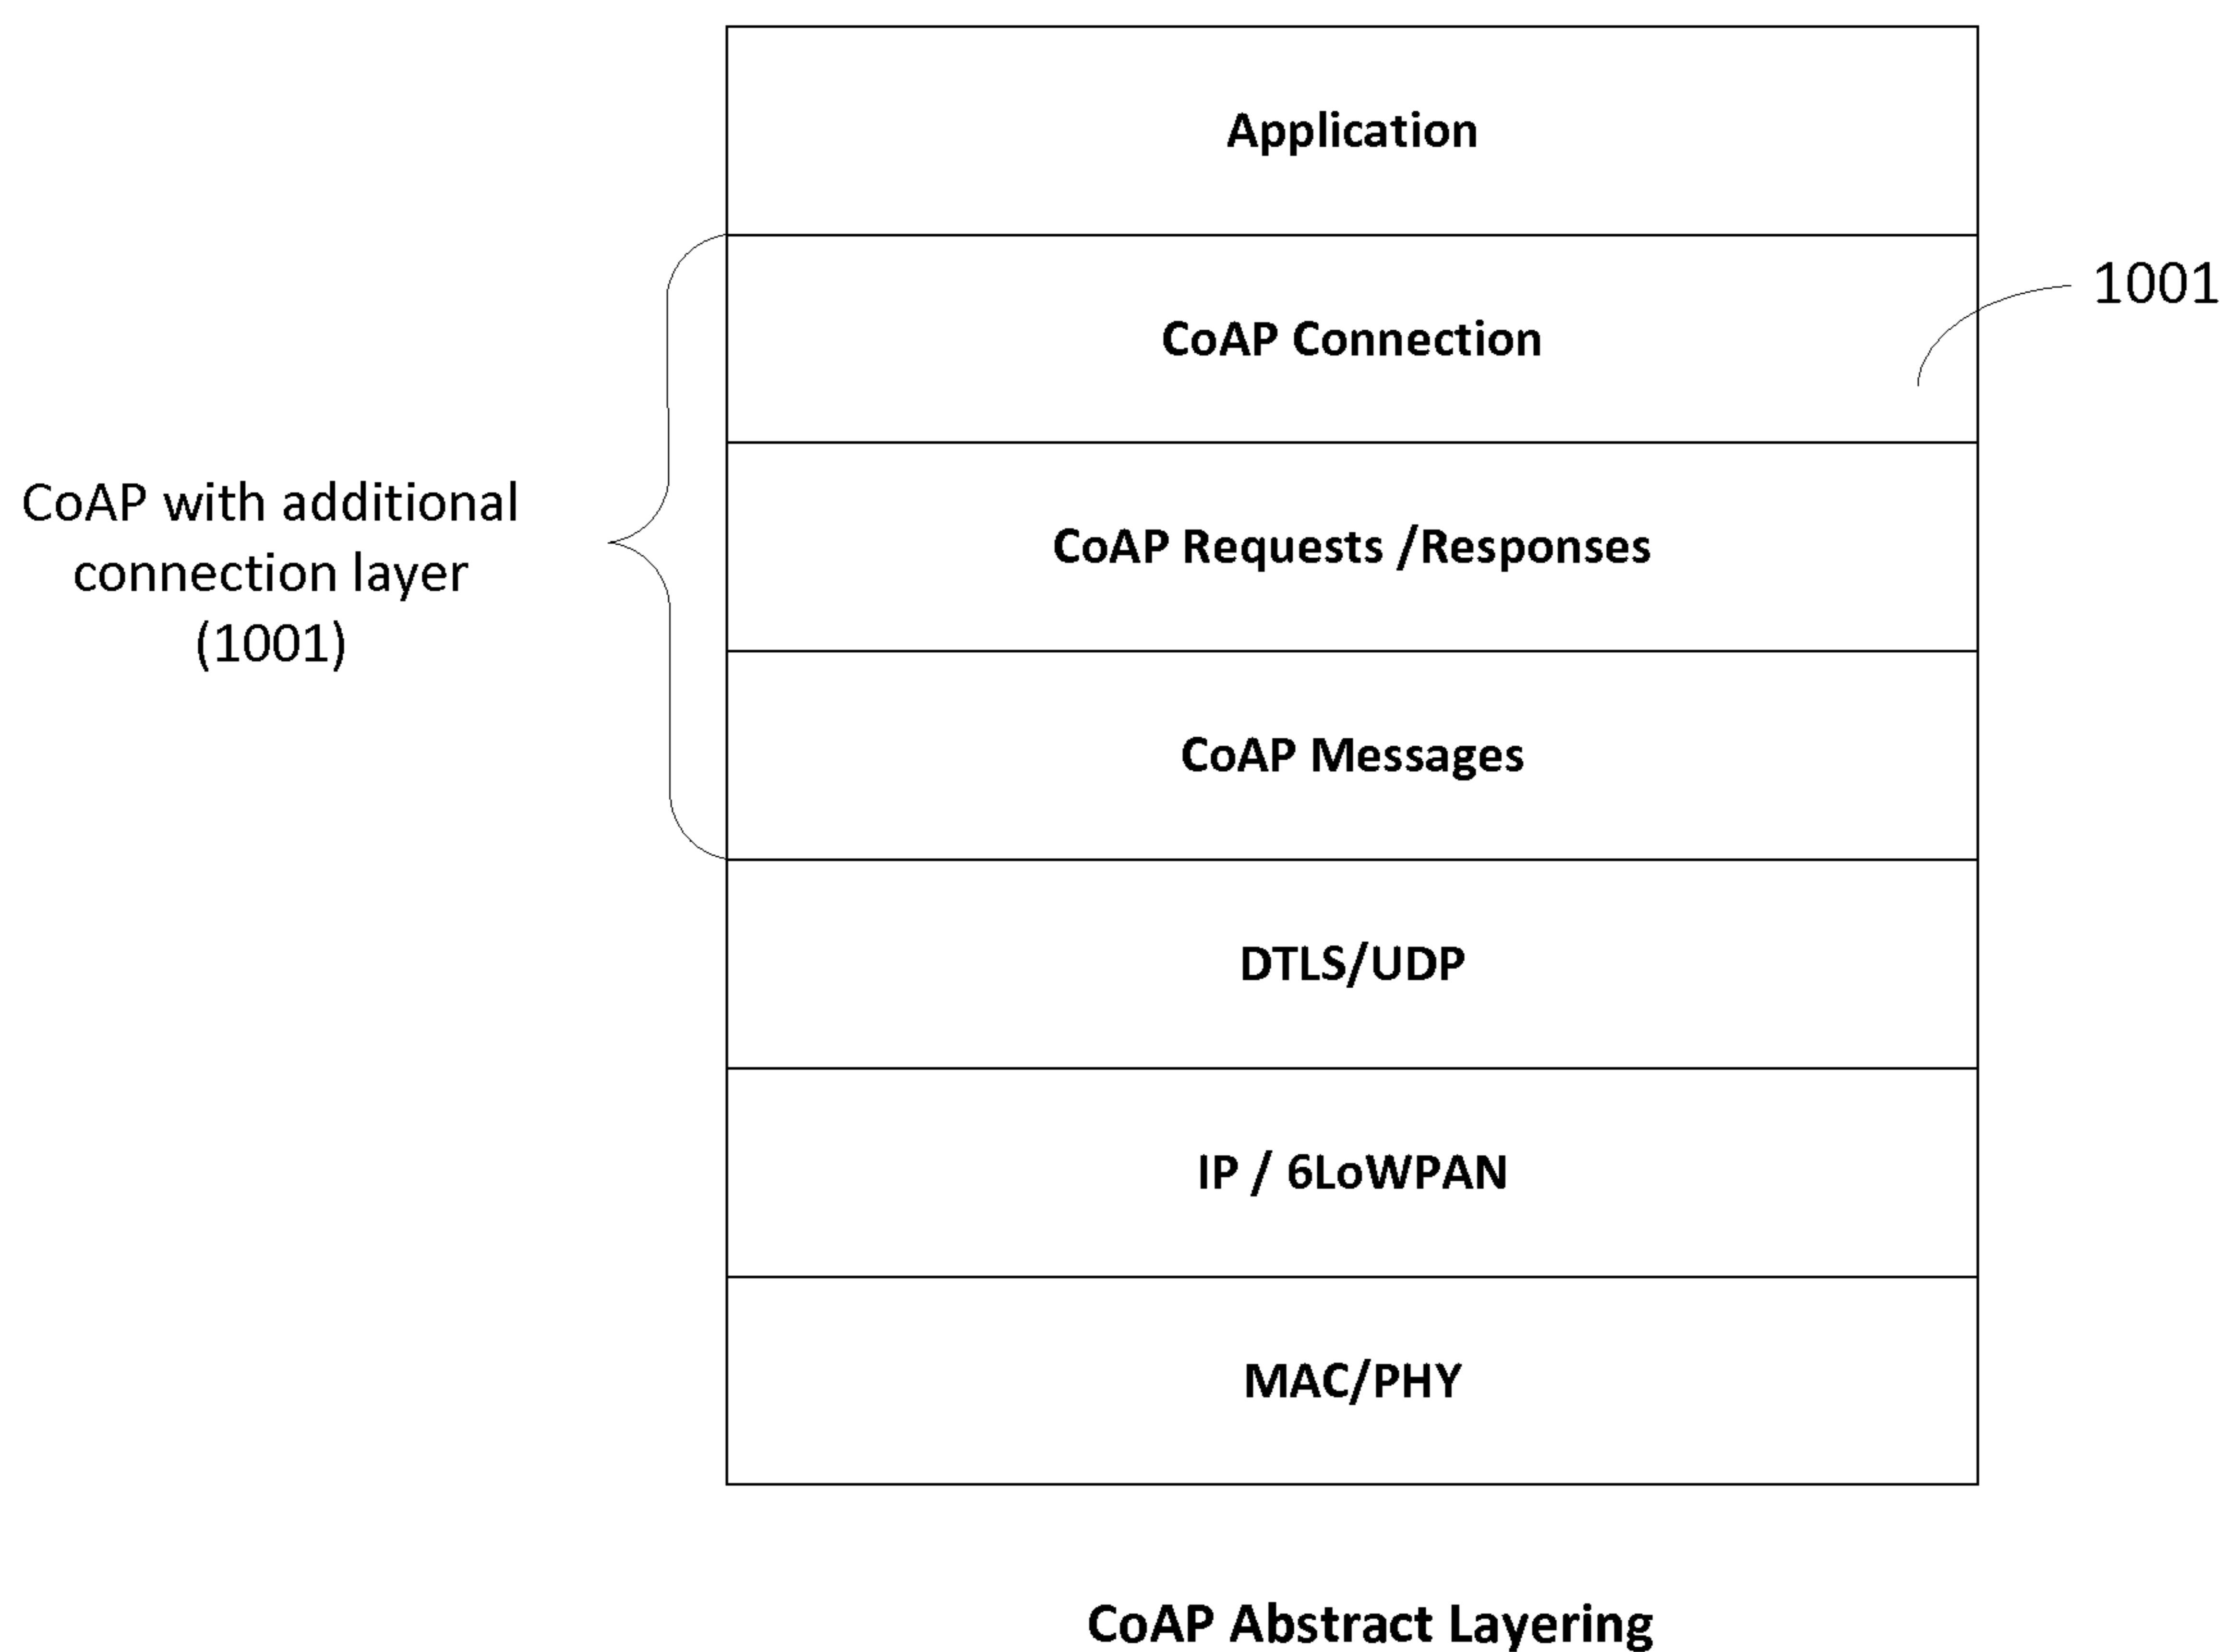 Application
CoAP Connection
1001
CoAP with additional
connection layer
(1001)
CoAP Requests /Responses
CoAP Messages
DTLS/UDP
IP / 6LoWPAN
MAC/PHY
CoAP Abstract Layering